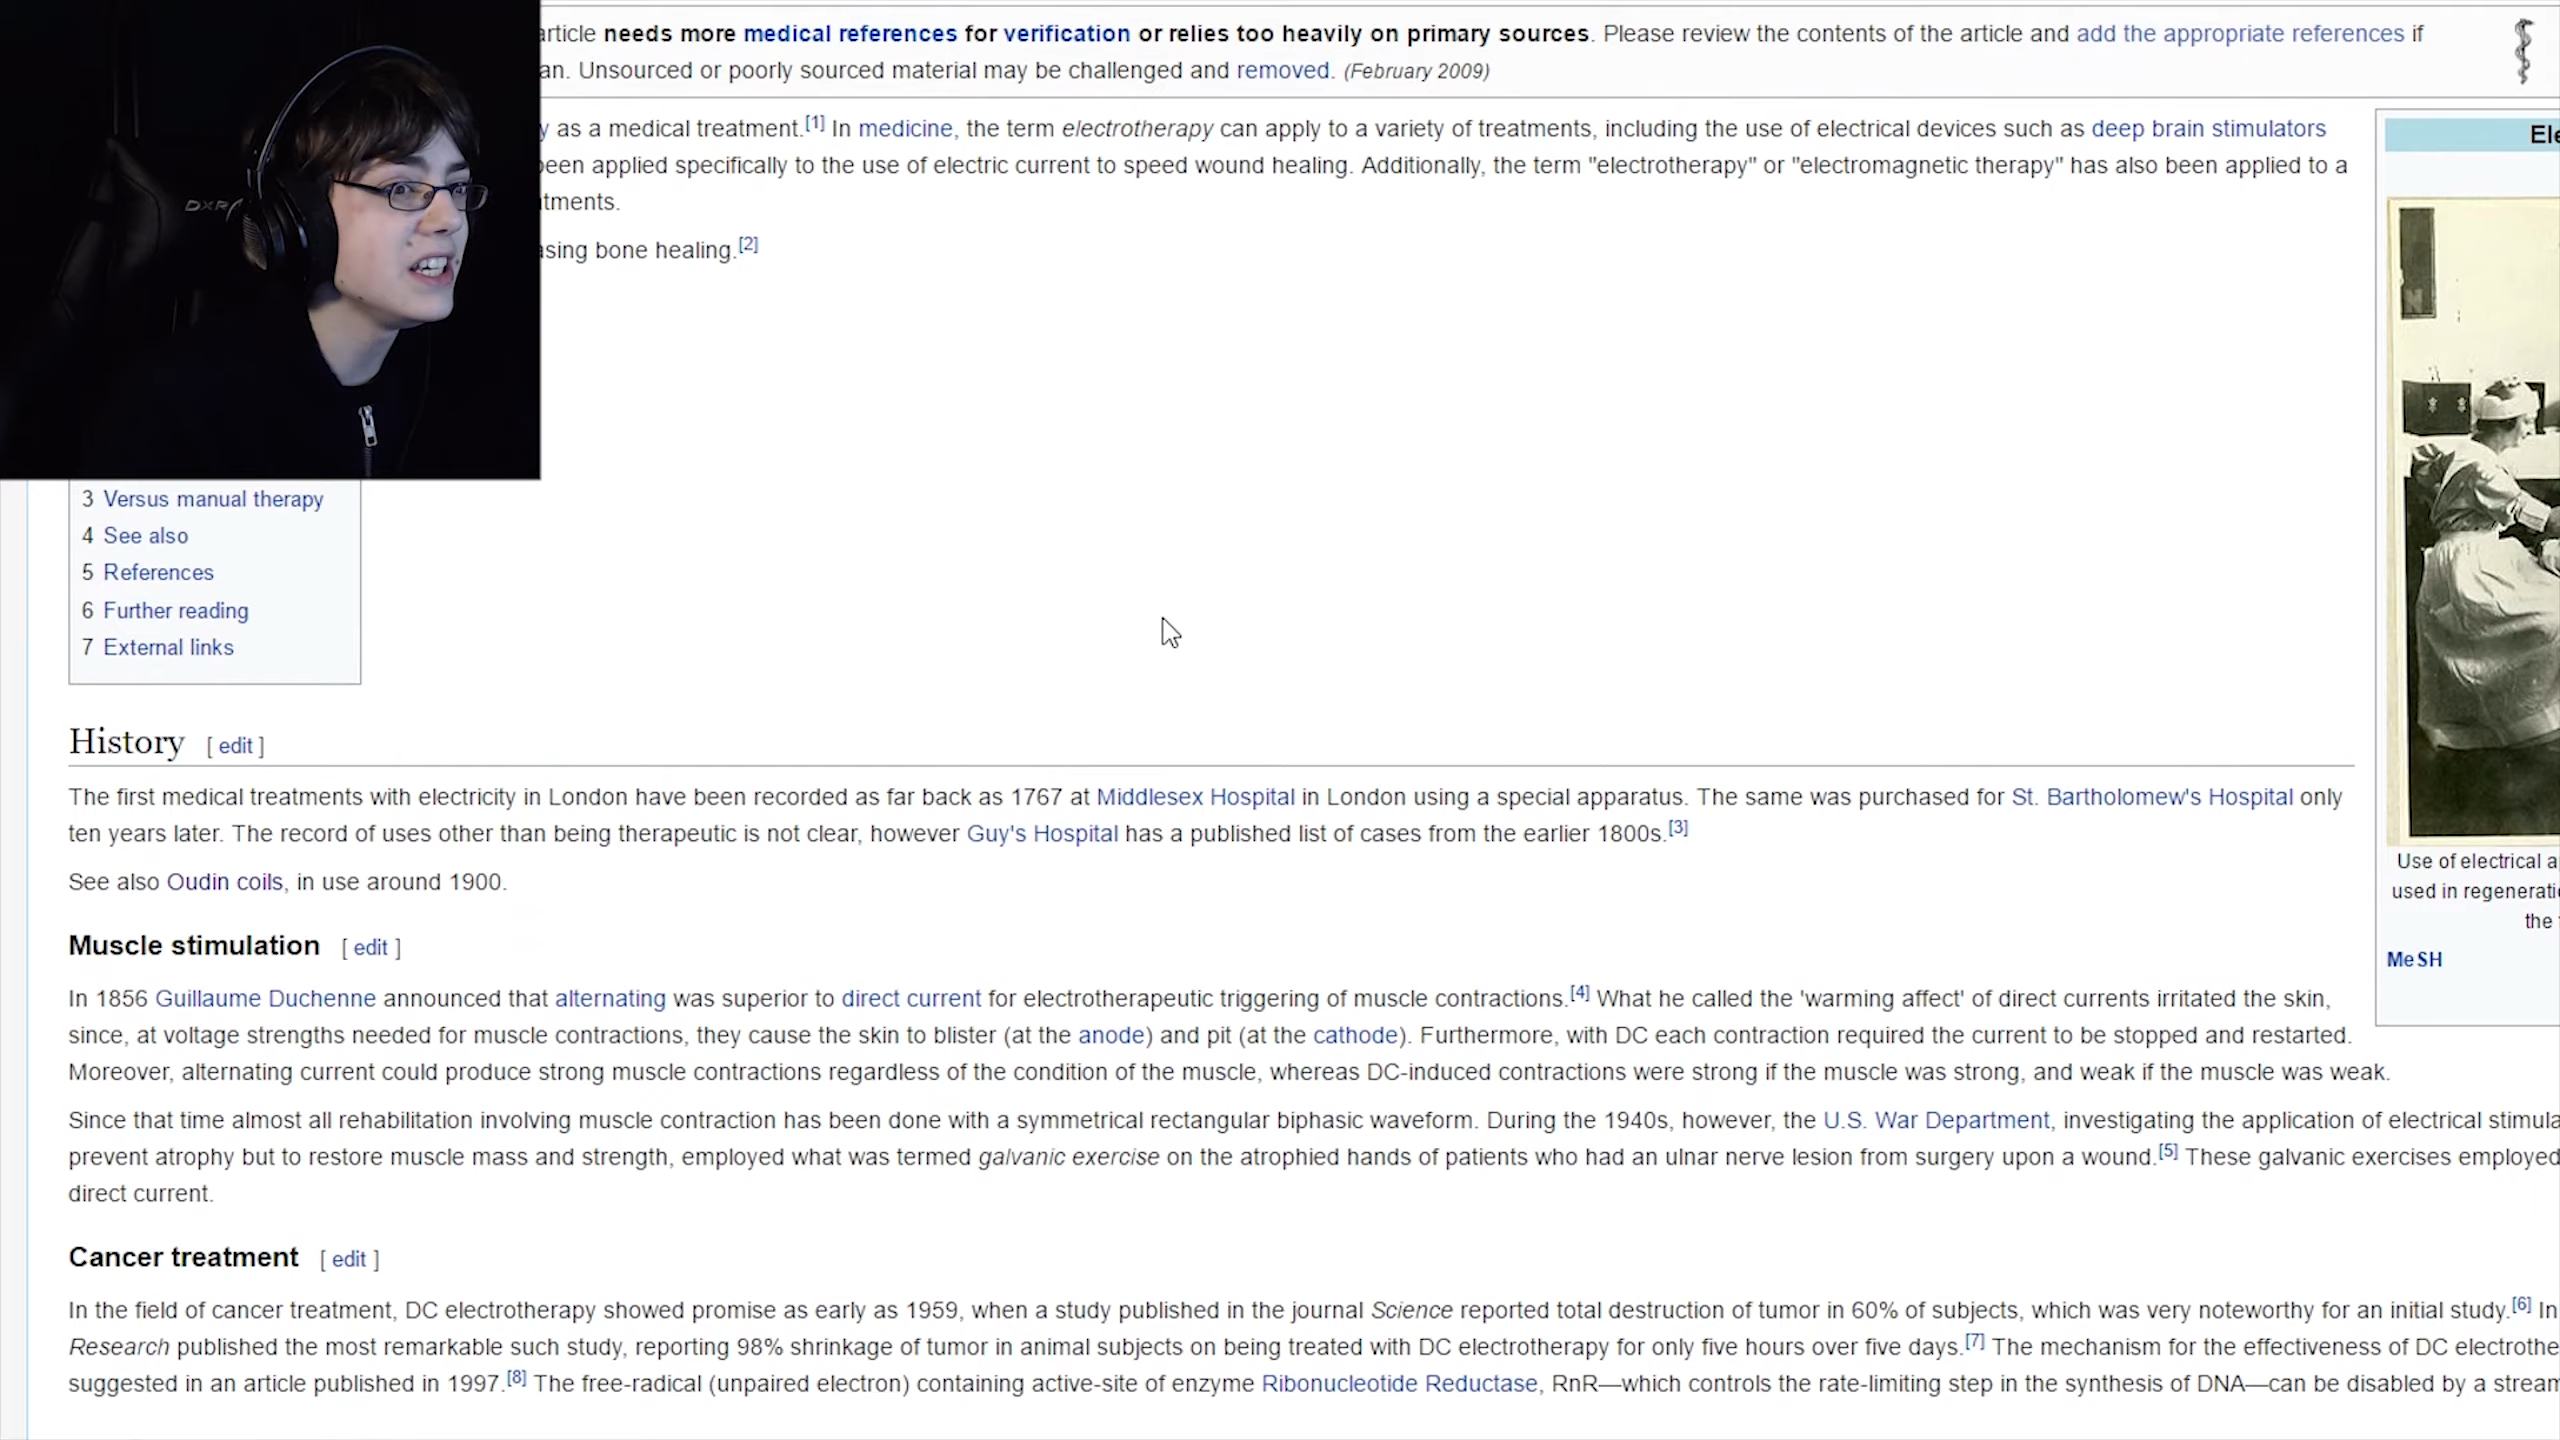 article needs more medical references for verification or relies too heavily on primary sources. Please review the contents of the article and add the appropriate references if
an. Unsourced or poorly sourced material may be challenged and removed. (February 2009)
y as a medical treatment.[1] In medicine, the term electrotherapy can apply to a variety of treatments, including the use of electrical devices such as deep brain stimulators
been applied specifically to the use of electric current to speed wound healing. Additionally, the term "electrotherapy" or "electromagnetic therapy" has also been applied to a
tments.
asing bone healing.[2]
DXR
3 Versus manual therapy
4 See also
5 References
6 Further reading
7 External links
History [ edit ]
The first medical treatments with electricity in London have been recorded as far back as 1767 at Middlesex Hospital in London using a special apparatus. The same was purchased for St. Bartholomew's Hospital only
ten years later. The record of uses other than being therapeutic is not clear, however Guy's Hospital has a published list of cases from the earlier 1800s.[3]
See also Oudin coils, in use around 1900.
Muscle stimulation [ edit ]
In 1856 Guillaume Duchenne announced that alternating was superior to direct current for electrotherapeutic triggering of muscle contractions.[4] What he called the 'warming affect' of direct currents irritated the skin,
since, at voltage strengths needed for muscle contractions, they cause the skin to blister (at the anode) and pit (at the cathode). Furthermore, with DC each contraction required the current to be stopped and restarted.
Moreover, alternating current could produce strong muscle contractions regardless of the condition of the muscle, whereas DC-induced contractions were strong if the muscle was strong, and weak if the muscle was weak.
Since that time almost all rehabilitation involving muscle contraction has been done with a symmetrical rectangular biphasic waveform. During the 1940s, however, the U.S. War Department, investigating the application of electrical stimula
prevent atrophy but to restore muscle mass and strength, employed what was termed galvanic exercise on the atrophied hands of patients who had an ulnar nerve lesion from surgery upon a wound.[5] These galvanic exercises employed
direct current.
Cancer treatment [ edit ]
In the field of cancer treatment, DC electrotherapy showed promise as early as 1959, when a study published in the journal Science reported total destruction of tumor in 60% of subjects, which was very noteworthy for an initial study.[6] In
Research published the most remarkable such study, reporting 98% shrinkage of tumor in animal subjects on being treated with DC electrotherapy for only five hours over five days.[7] The mechanism for the effectiveness of DC electrothe
suggested in an article published in 1997.[8] The free-radical (unpaired electron) containing active-site of enzyme Ribonucleotide Reductase, RnR—which controls the rate-limiting step in the synthesis of DNA—can be disabled by a stream
Ele
Use of electrical a
used in regenerati
the
MeSH